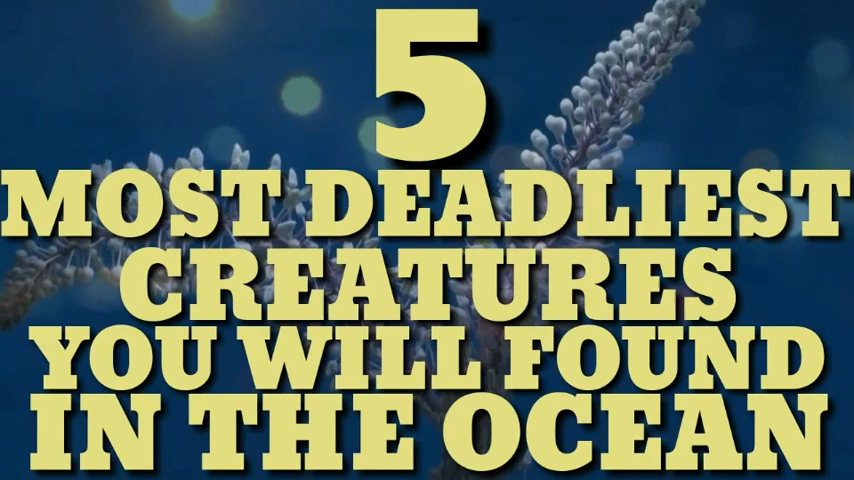 5
MOST DEADLIEST
CREATURES
YOU WILL FOUND
IN THE OCEAN